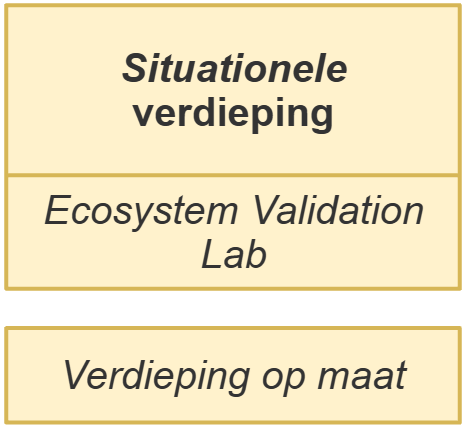 Situationele
verdieping
Ecosystem Validation
Lab
Verdieping op maat